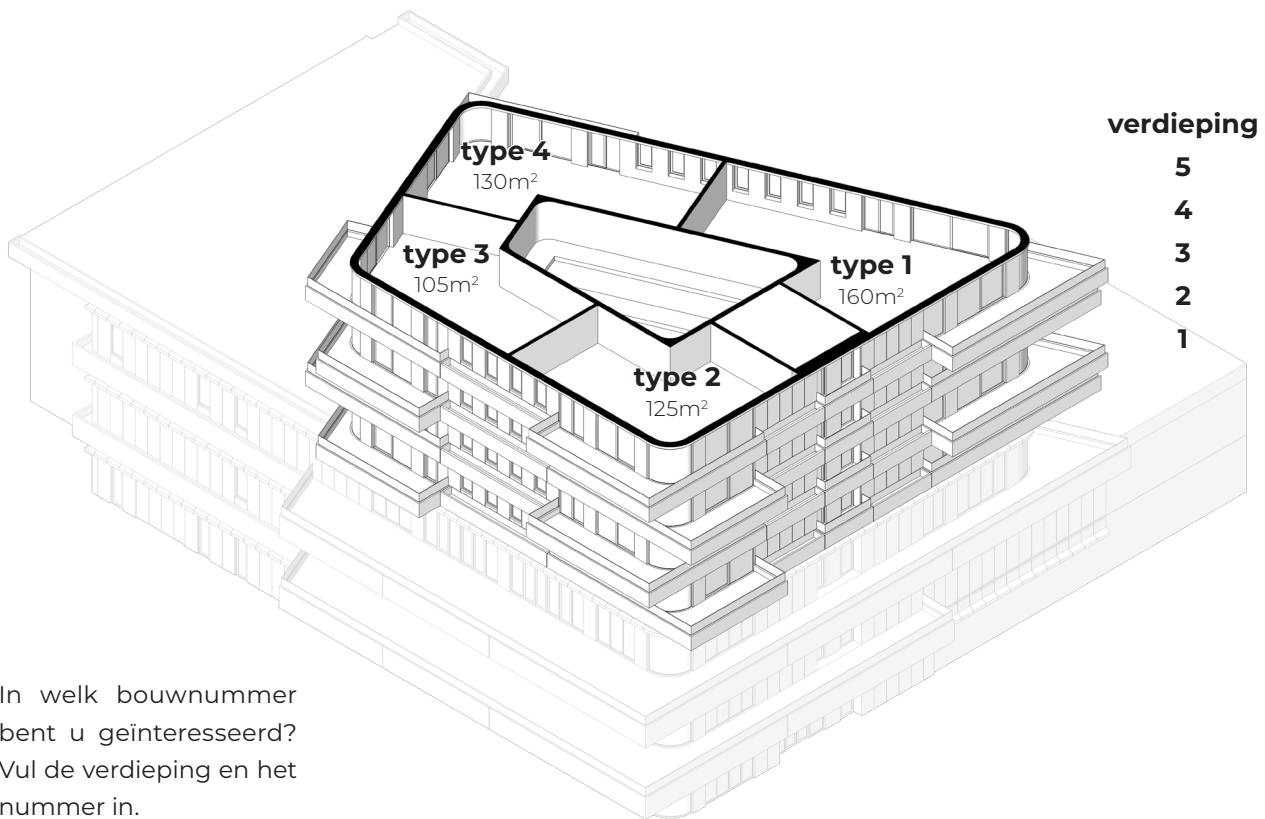 verdieping
5
4
3
2
1
type 4
130m²
type 3
105m²
type 1
160m²
type 2
125m²
In welk bouwnummer
bent u geïnteresseerd?
Vul de verdieping en het
nummer in.